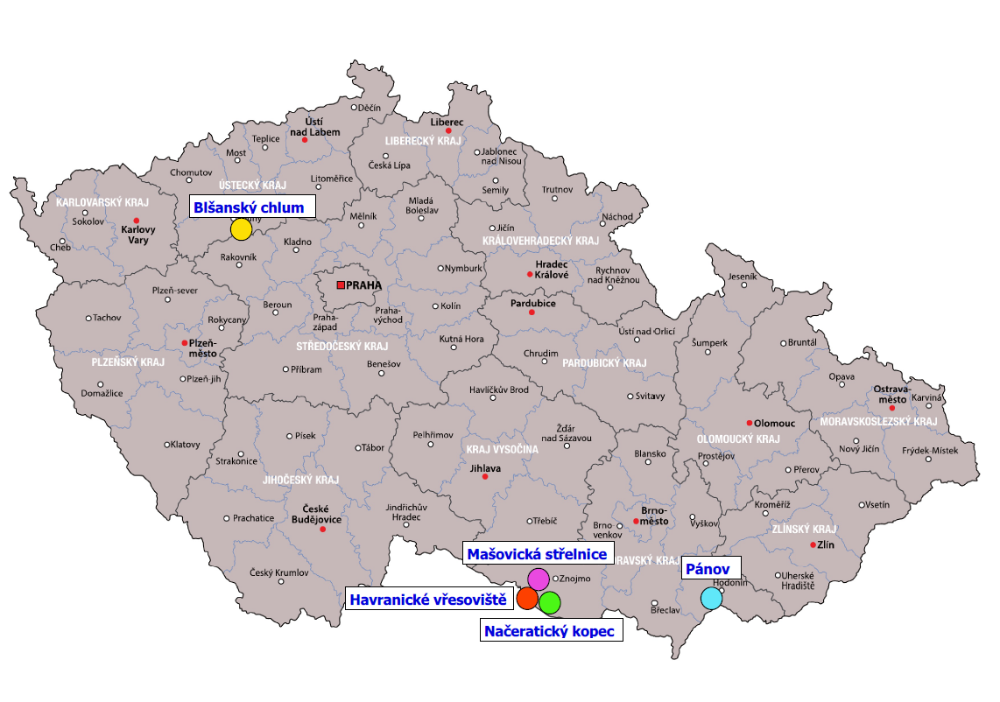 Děčín
Ústí
nad Labem
Liberec
LIBERECKÝ KRAJ
Teplice
Most
Jablonec
nad Nisou
Česká Lípa
Chomutov
Litoměřice
ÚSTECKÝ KRAJ
Semily
Trutnov
KARLOVARSKÝ KRAJ
Sokolov
Karlovy
Vary
Cheb
Blšanský chlum
Mělník
Mladá
Boleslav
Jičín
Náchod
KRÁLOVEHRADECKÝ KRAJ
Kladno
Rakovník
Nymburk
Hradec
Králové
Rychnov
nad Kněžnou
Jeseník
PRAHA
Plzeň-sever
Beroun
Kolín
Pardubice
Tachov
Rokycany
Praha-
západ
Praha-
východ
Kutná Hora
Ústí nad Orlicí
Šumperk
Bruntál
Plzeň-
město
STŘEDOČESKÝ KRAJ
PLZEŇSKÝ KRAJ
Příbram
Benešov
Chrudim
PARDUBICKÝ KRAJ
Plzeň jih
Domažlice
Havlíčkův Brod
Svitavy
Opava
Ostrava-
město
Karviná
MORAVSKOSLEZSKÝ KRAJ
Olomouc
OLOMOUCKÝ KRAJ
Klatovy
Písek
Pelhřimov
Žďár
nad Sázavou
KRAJ VYSOČINA
Strakonice
Tábor
Blansko
Prostějov
Nový Jičín
Frýdek-Místek
Jihlava
Přerov
JIHOČESKÝ KRAJ
České
Budějovice
Jindřichův
Hradec
Prachatice
Třebíč
Brno-
město
Brno
venkov
Vyškov
Kroměříž
Vsetín
ZLÍNSKÝ KRAJ
Zlín
Mašovická střelnice
RAVSKÝ KRAJ
Pánov
Český Krumlov
Znojmo
Hodonín
Uherské
Hradiště
Havranické vřesoviště
Břeclav
Načeratický kopec